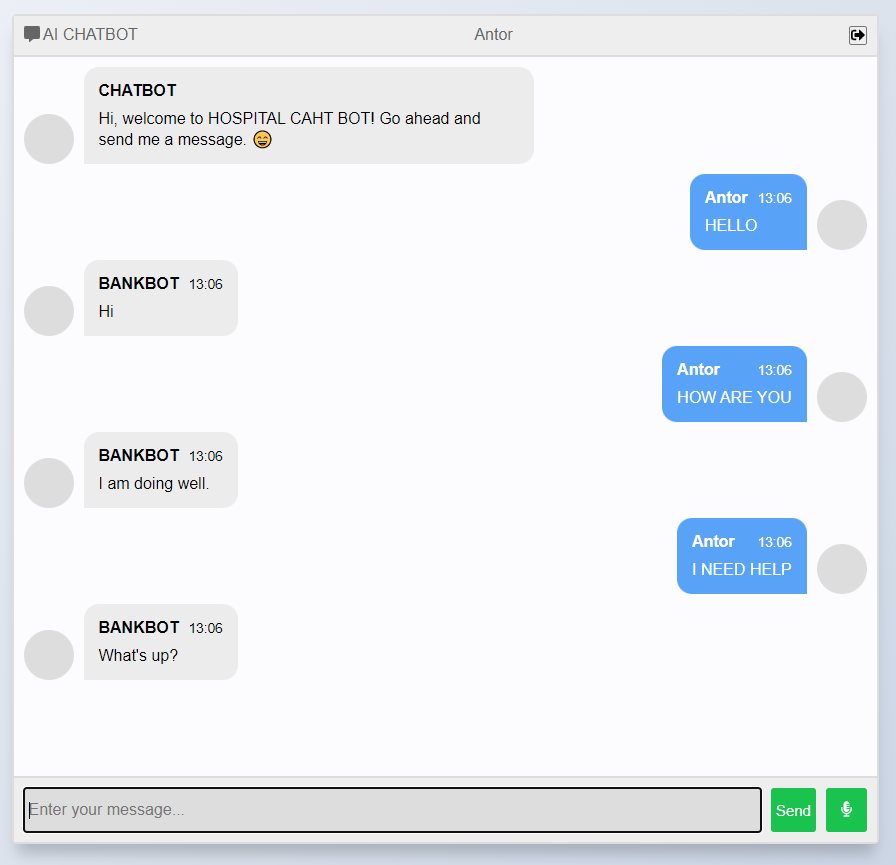 AI CHATBOT
Antor
CHATBOT
Hi, welcome to HOSPITAL CAHT BOT! Go ahead and
send me a message. 😄
Antor 13:06
HELLO
BANKBOT 13:06
Hi
Antor 13:06
HOW ARE YOU
BANKBOT 13:06
I am doing well.
Antor 13:06
I NEED HELP
BANKBOT 13:06
What's up?
Enter your message...
Send